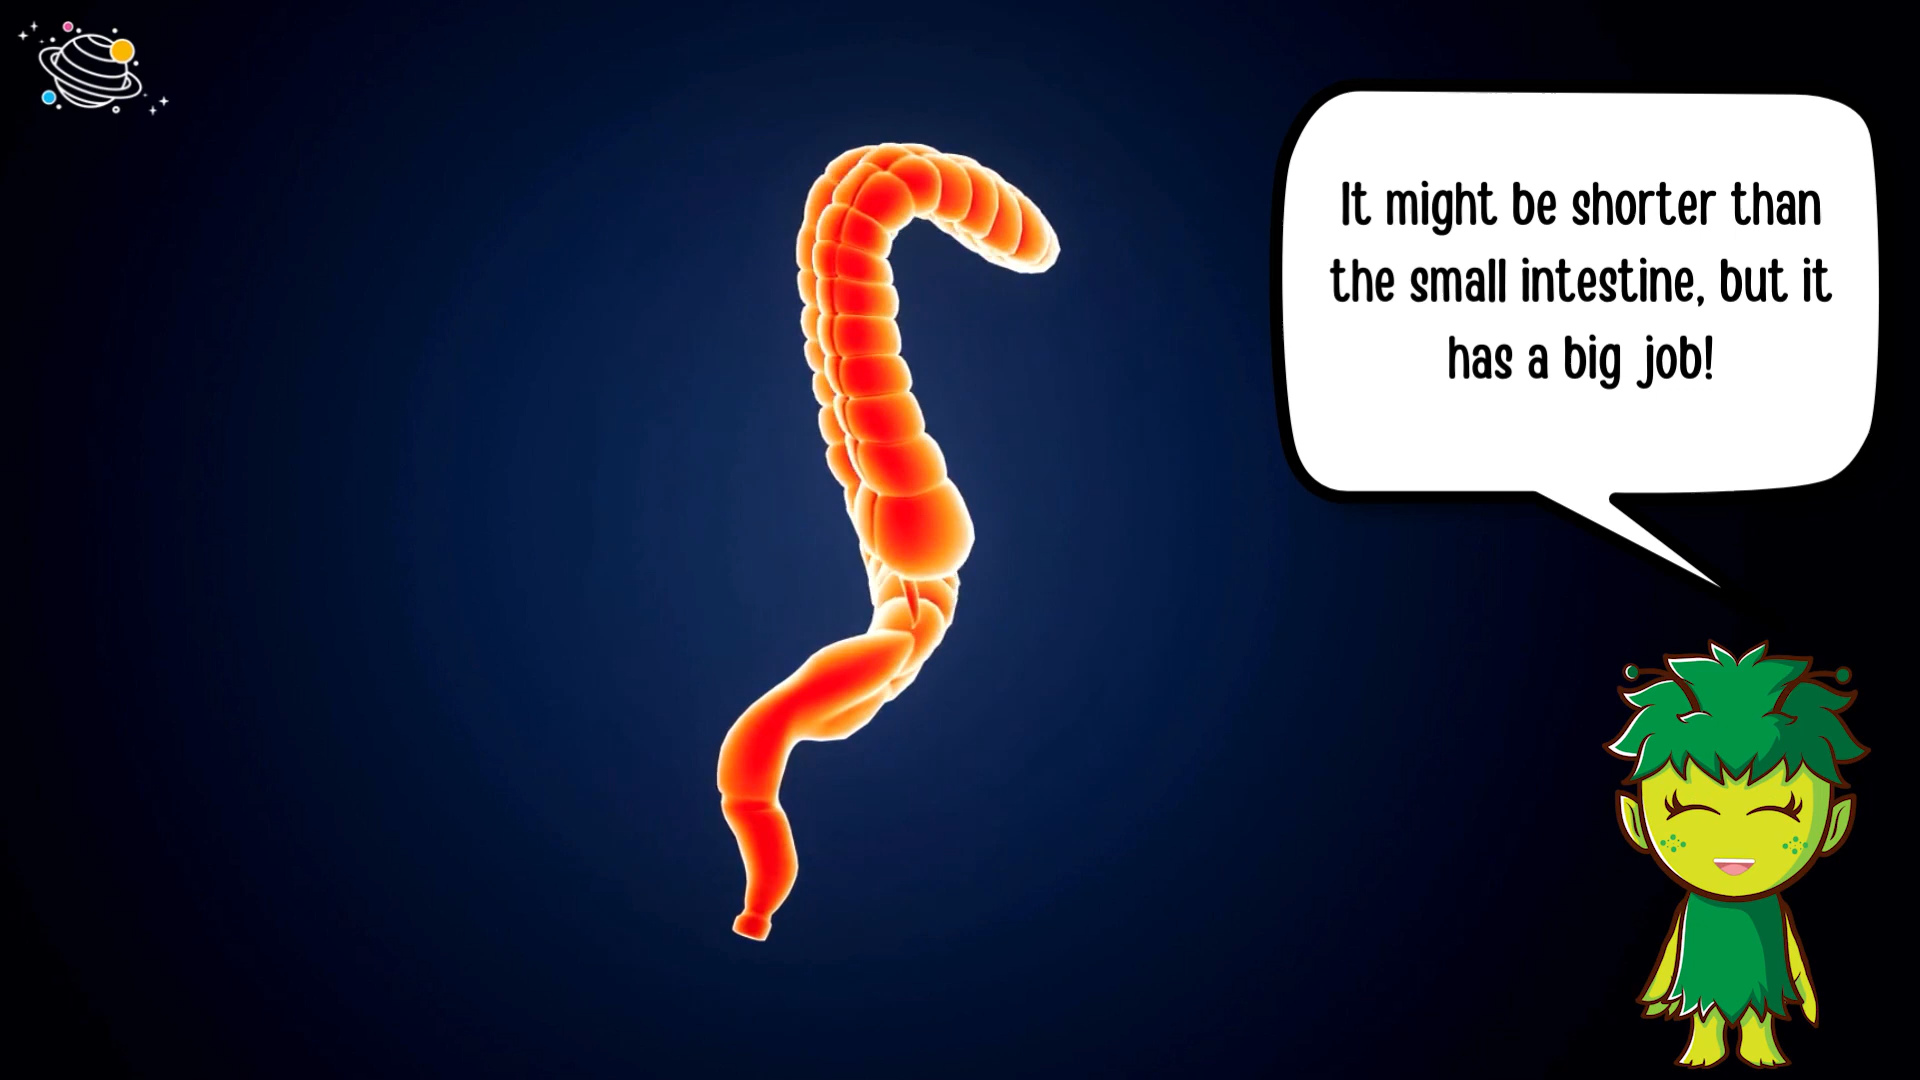 It might be shorter than
the small intestine, but it
has a big job!